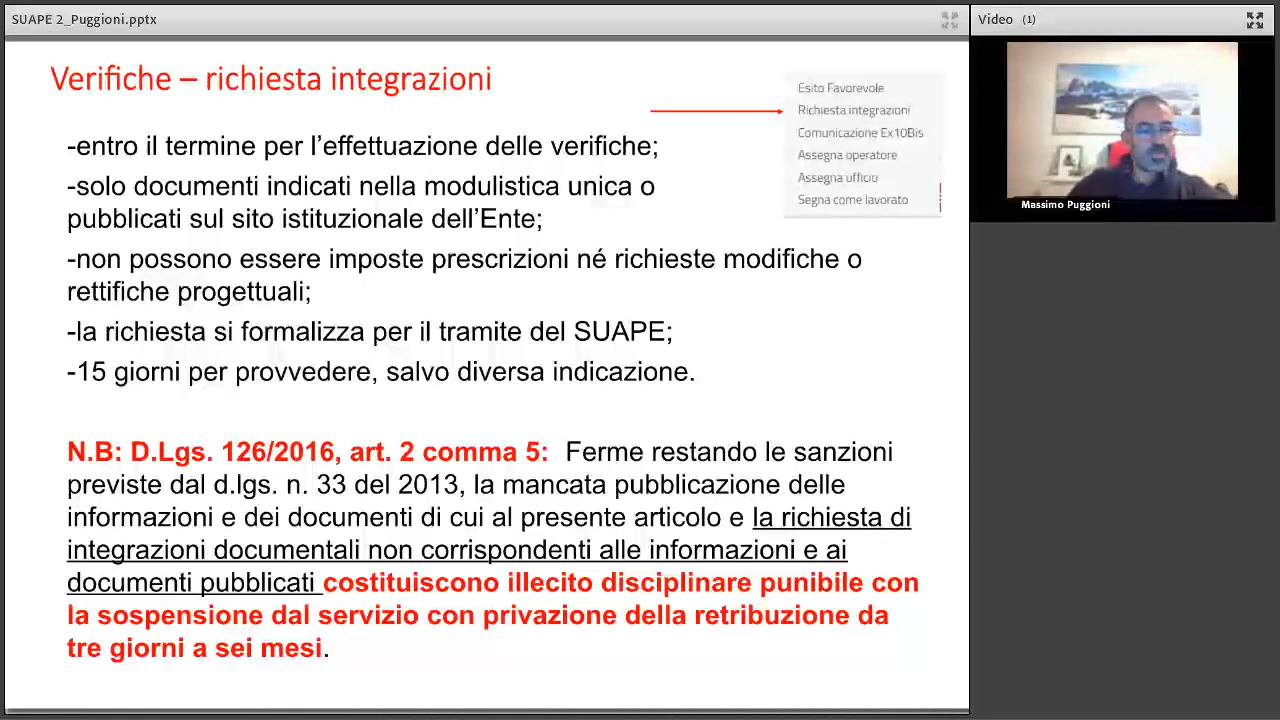 SUAPE 2_Puggioni.pptx
Video (1)
Verifiche – richiesta integrazioni
Esito Favorevole
Richiesta integrazioni
Comunicazione Ex10Bis
Assegna operatore
Assegna ufficio
Segna come lavorato
Massimo Puggioni
-entro il termine per l’effettuazione delle verifiche;
-solo documenti indicati nella modulistica unica o
pubblicati sul sito istituzionale dell’Ente;
-non possono essere imposte prescrizioni né richieste modifiche o
rettifiche progettuali;
-la richiesta si formalizza per il tramite del SUAPE;
-15 giorni per provvedere, salvo diversa indicazione.
N.B: D.Lgs. 126/2016, art. 2 comma 5: Ferme restando le sanzioni
previste dal d.lgs. n. 33 del 2013, la mancata pubblicazione delle
informazioni e dei documenti di cui al presente articolo e la richiesta di
integrazioni documentali non corrispondenti alle informazioni e ai
documenti pubblicati costituiscono illecito disciplinare punibile con
la sospensione dal servizio con privazione della retribuzione da
tre giorni a sei mesi.